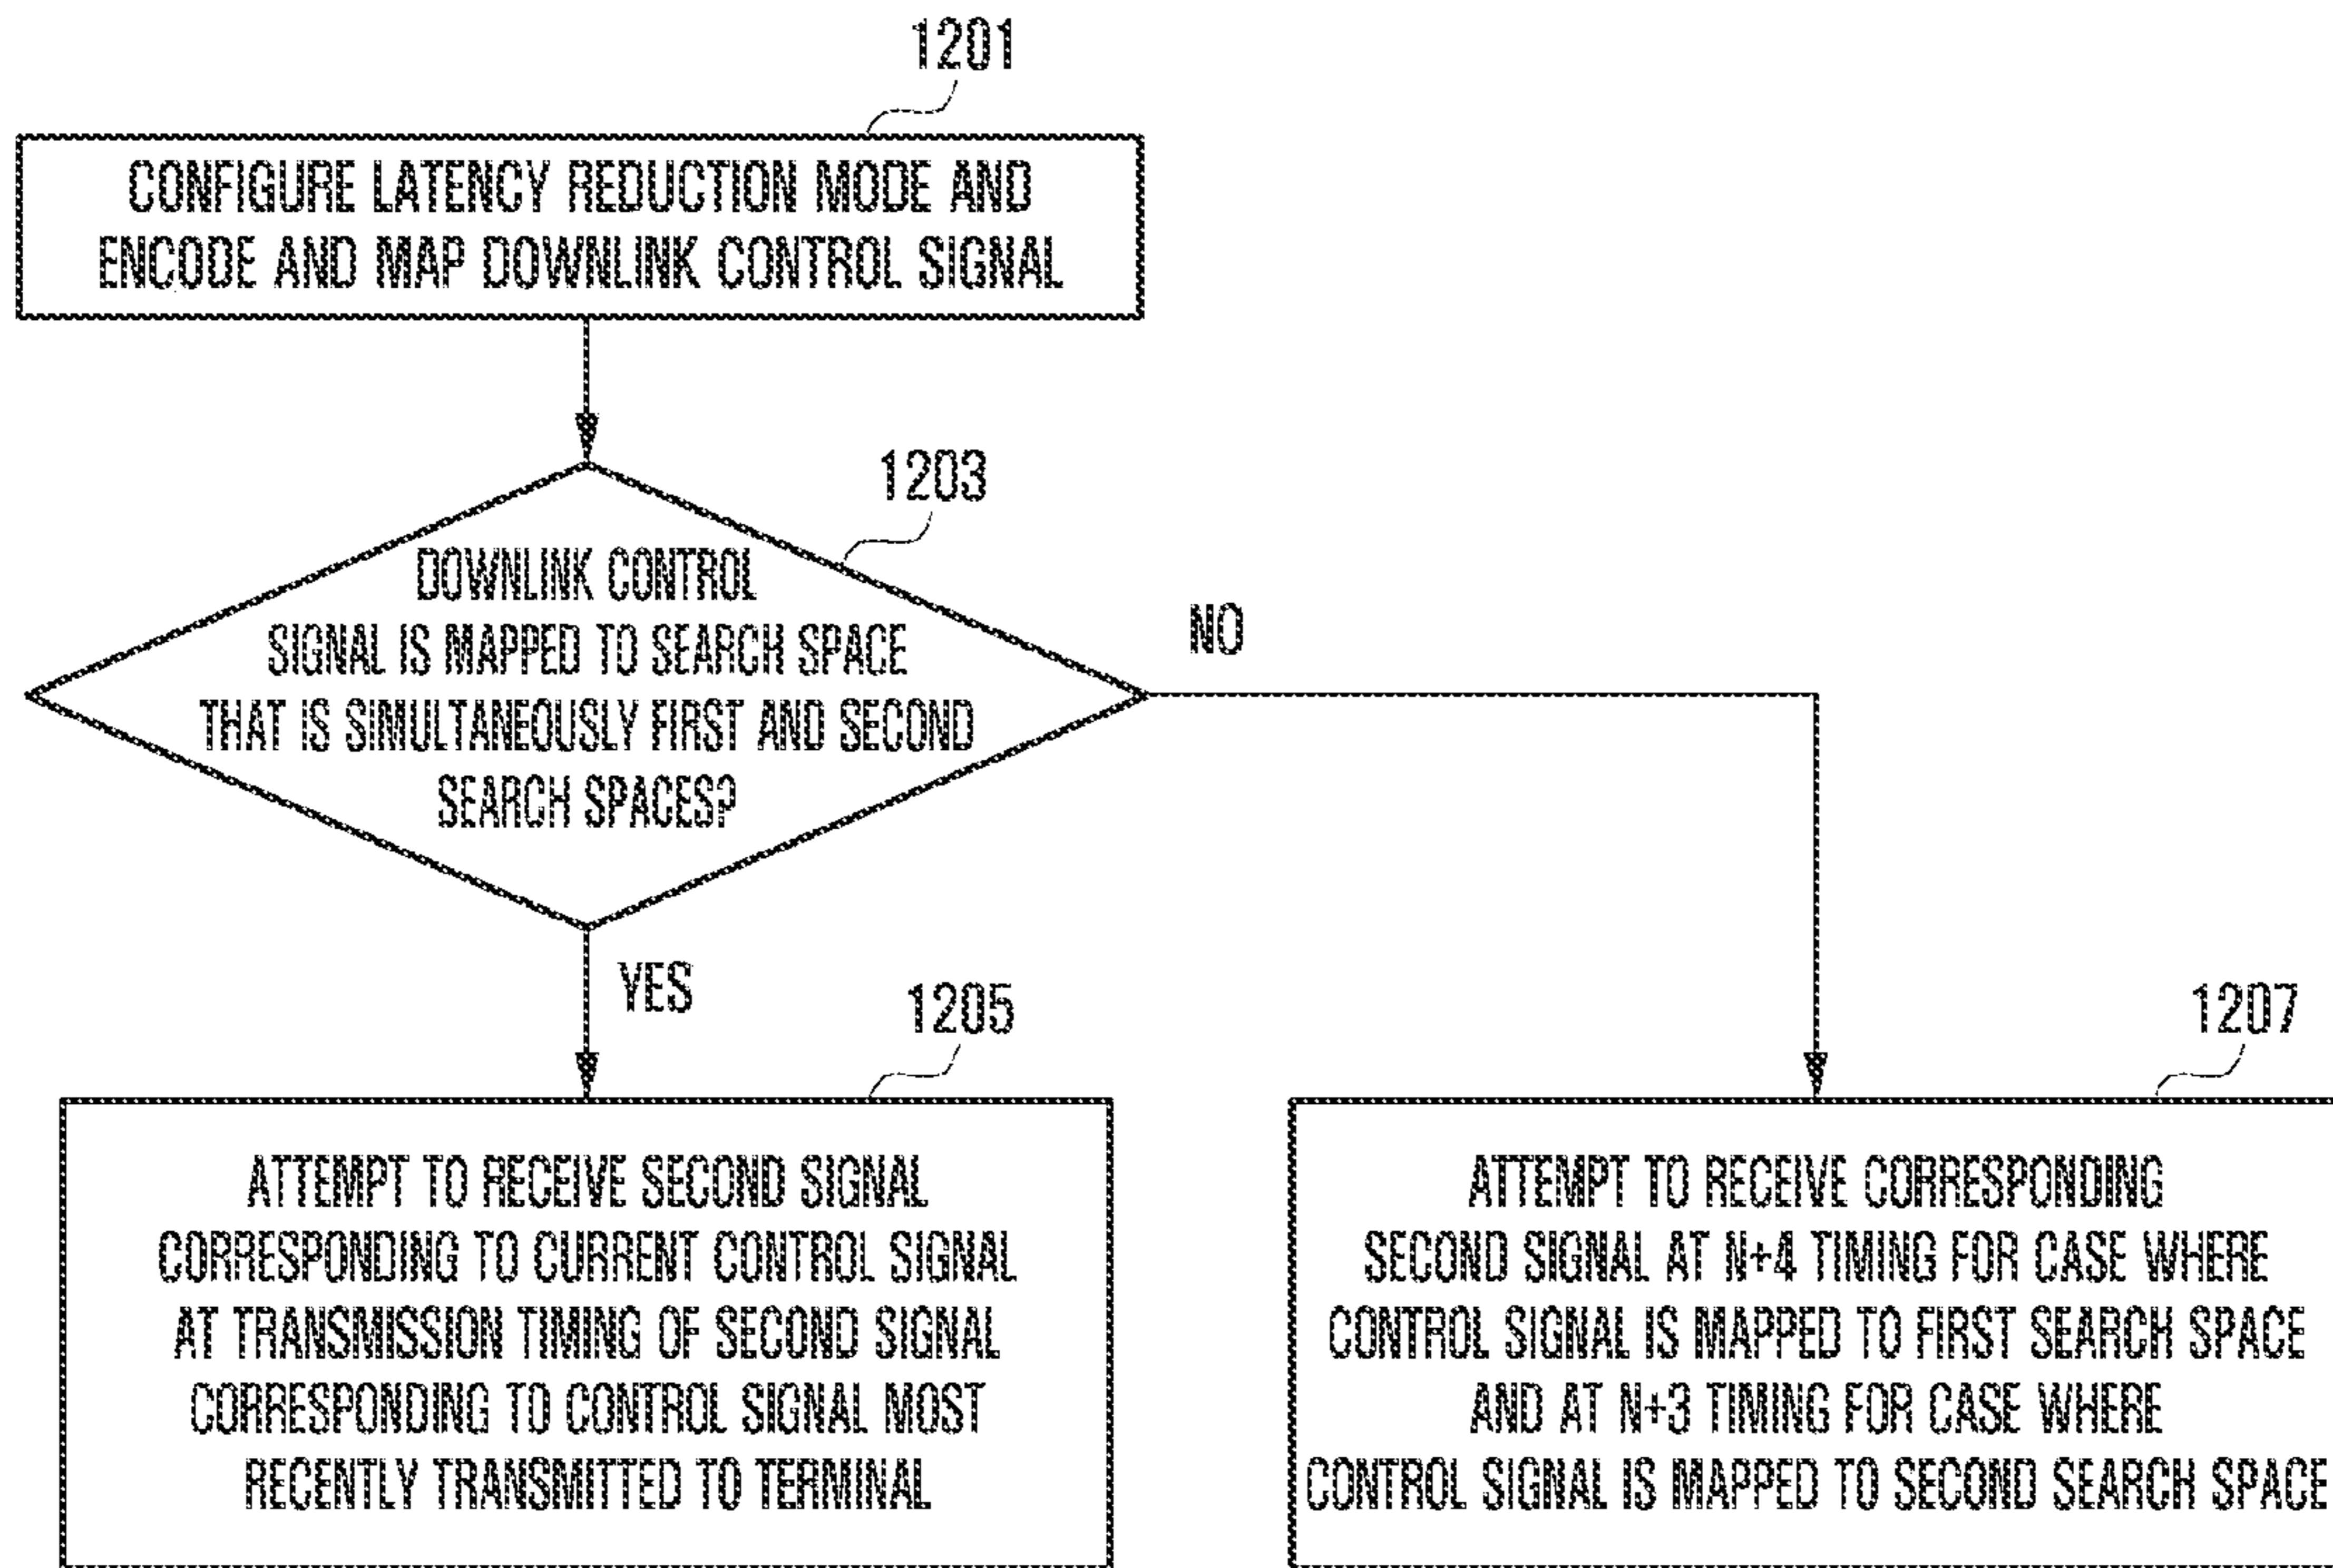 1201
CONFIGURE LATENCY REDUCTION MODE AND
ENCODE AND MAP DOWNLINK CONTROL SIGNAL
1203
DOWNLINK CONTROL
SIGNAL IS MAPPED TO SEARCH SPACE
THAT IS SIMULTANEOUSLY FIRST AND SECOND
SEARCH SPACES?
NO
YES
1205
ATTEMPT TO RECEIVE SECOND SIGNAL
CORRESPONDING TO CURRENT CONTROL SIGNAL
AT TRANSMISSION TIMING OF SECOND SIGNAL
CORRESPONDING TO CONTROL SIGNAL MOST
RECENTLY TRANSMITTED TO TERMINAL
1207
ATTEMPT TO RECEIVE CORRESPONDING
SECOND SIGNAL AT N+4 TIMING FOR CASE WHERE
CONTROL SIGNAL IS MAPPED TO FIRST SEARCH SPACE
AND AT N+3 TIMING FOR CASE WHERE
CONTROL SIGNAL IS MAPPED TO SECOND SEARCH SPACE